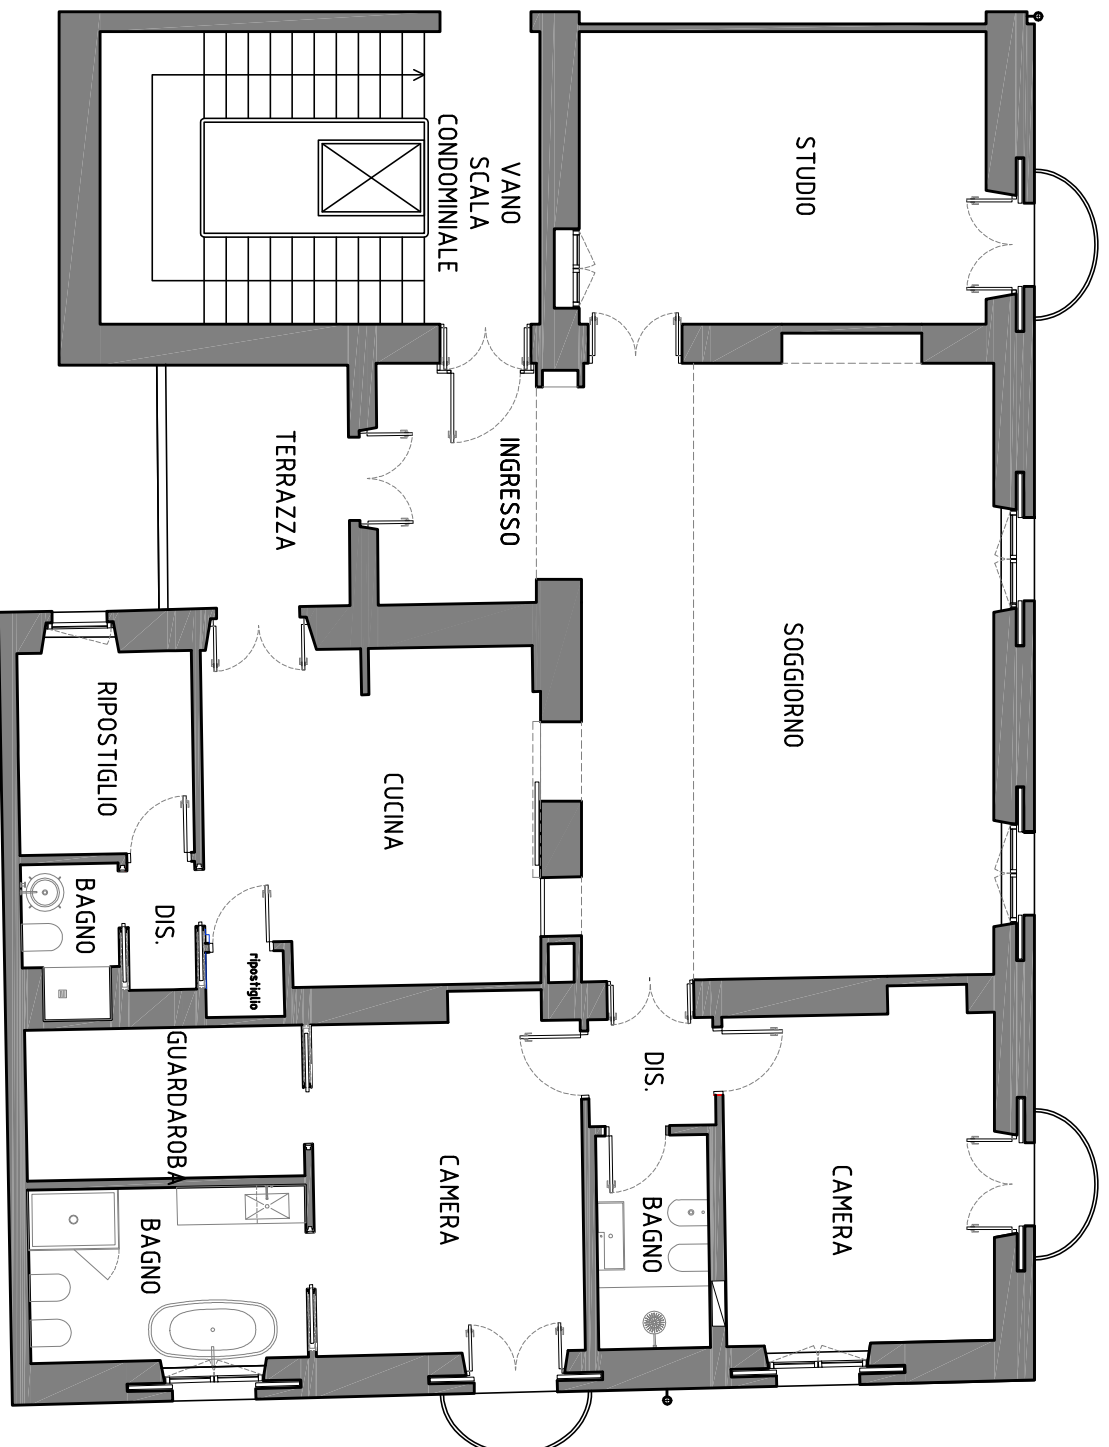 STUDIO
VANO
SCALA
CONDOMINIALE
INGRESSO
TERRAZZA
SOGGIORNO
CUCINA
RIPOSTIGLIO
BAGNO
DIS.
ripostiglio
DIS.
GUARDAROBA
CAMERA
CAMERA
BAGNO
BAGNO